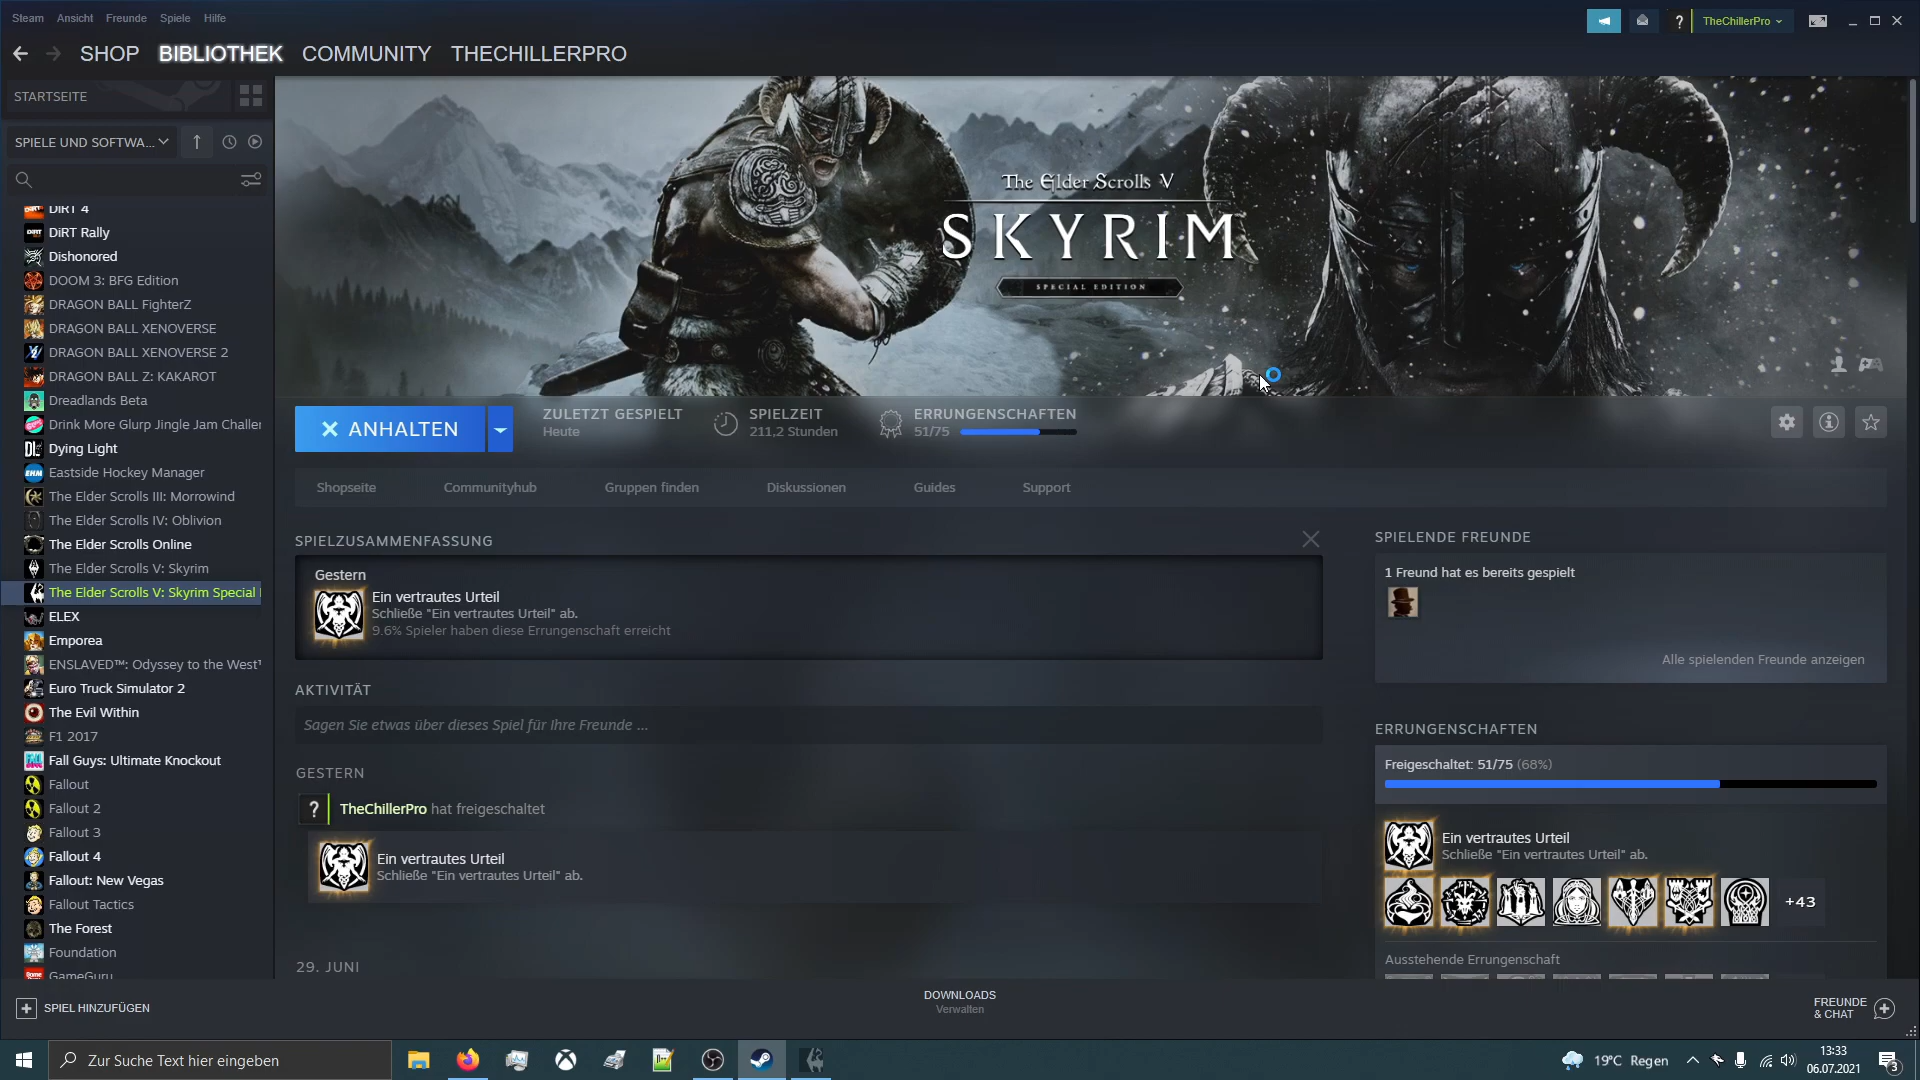 Steam Ansicht Freunde Spiele Hilfe
TheChillerPro
SHOP BIBLIOTHEK COMMUNITY THECHILLERPRO
STARTSEITE
SPIELE UND SOFTWA...
DiRT 4
DiRT Rally
Dishonored
DOOM 3: BFG Edition
DRAGON BALL FighterZ
DRAGON BALL XENOVERSE
DRAGON BALL XENOVERSE 2
DRAGON BALL Z: KAKAROT
Dreadlands Beta
Drink More Glurp Jingle Jam Challer
Dying Light
Eastside Hockey Manager
The Elder Scrolls III: Morrowind
The Elder Scrolls IV: Oblivion
The Elder Scrolls Online
The Elder Scrolls V: Skyrim
The Elder Scrolls V: Skyrim Special
ELEX
Emporea
ENSLAVED™: Odyssey to the West
Euro Truck Simulator 2
The Evil Within
F1 2017
Fall Guys: Ultimate Knockout
Fallout
Fallout 2
Fallout 3
Fallout 4
Fallout: New Vegas
Fallout Tactics
The Forest
Foundation
GameGuru
SPIEL HINZUFÜGEN
The Elder Scrolls V
SKYRIM
SPECIAL EDITION
ANHALTEN
ZULETZT GESPIELT
Heute
SPIELZEIT
211,2 Stunden
ERRUNGENSCHAFTEN
51/75
Shopseite Communityhub Gruppen finden Diskussionen Guides Support
SPIELZUSAMMENFASSUNG
Gestern
Ein vertrautes Urteil
Schließe "Ein vertrautes Urteil" ab.
9.6% Spieler haben diese Errungenschaft erreicht
AKTIVITÄT
Sagen Sie etwas über dieses Spiel für Ihre Freunde ...
GESTERN
? TheChillerPro hat freigeschaltet
Ein vertrautes Urteil
Schließe "Ein vertrautes Urteil" ab.
29. JUNI
SPIELENDE FREUNDE
1 Freund hat es bereits gespielt
Alle spielenden Freunde anzeigen
ERRUNGENSCHAFTEN
Freigeschaltet: 51/75 (68%)
Ein vertrautes Urteil
Schließe "Ein vertrautes Urteil" ab.
+43
Ausstehende Errungenschaft
DOWNLOADS
Verwalten
FREUNDE
& CHAT
Zur Suche Text hier eingeben
19°C Regen
13:33
06.07.2021
3